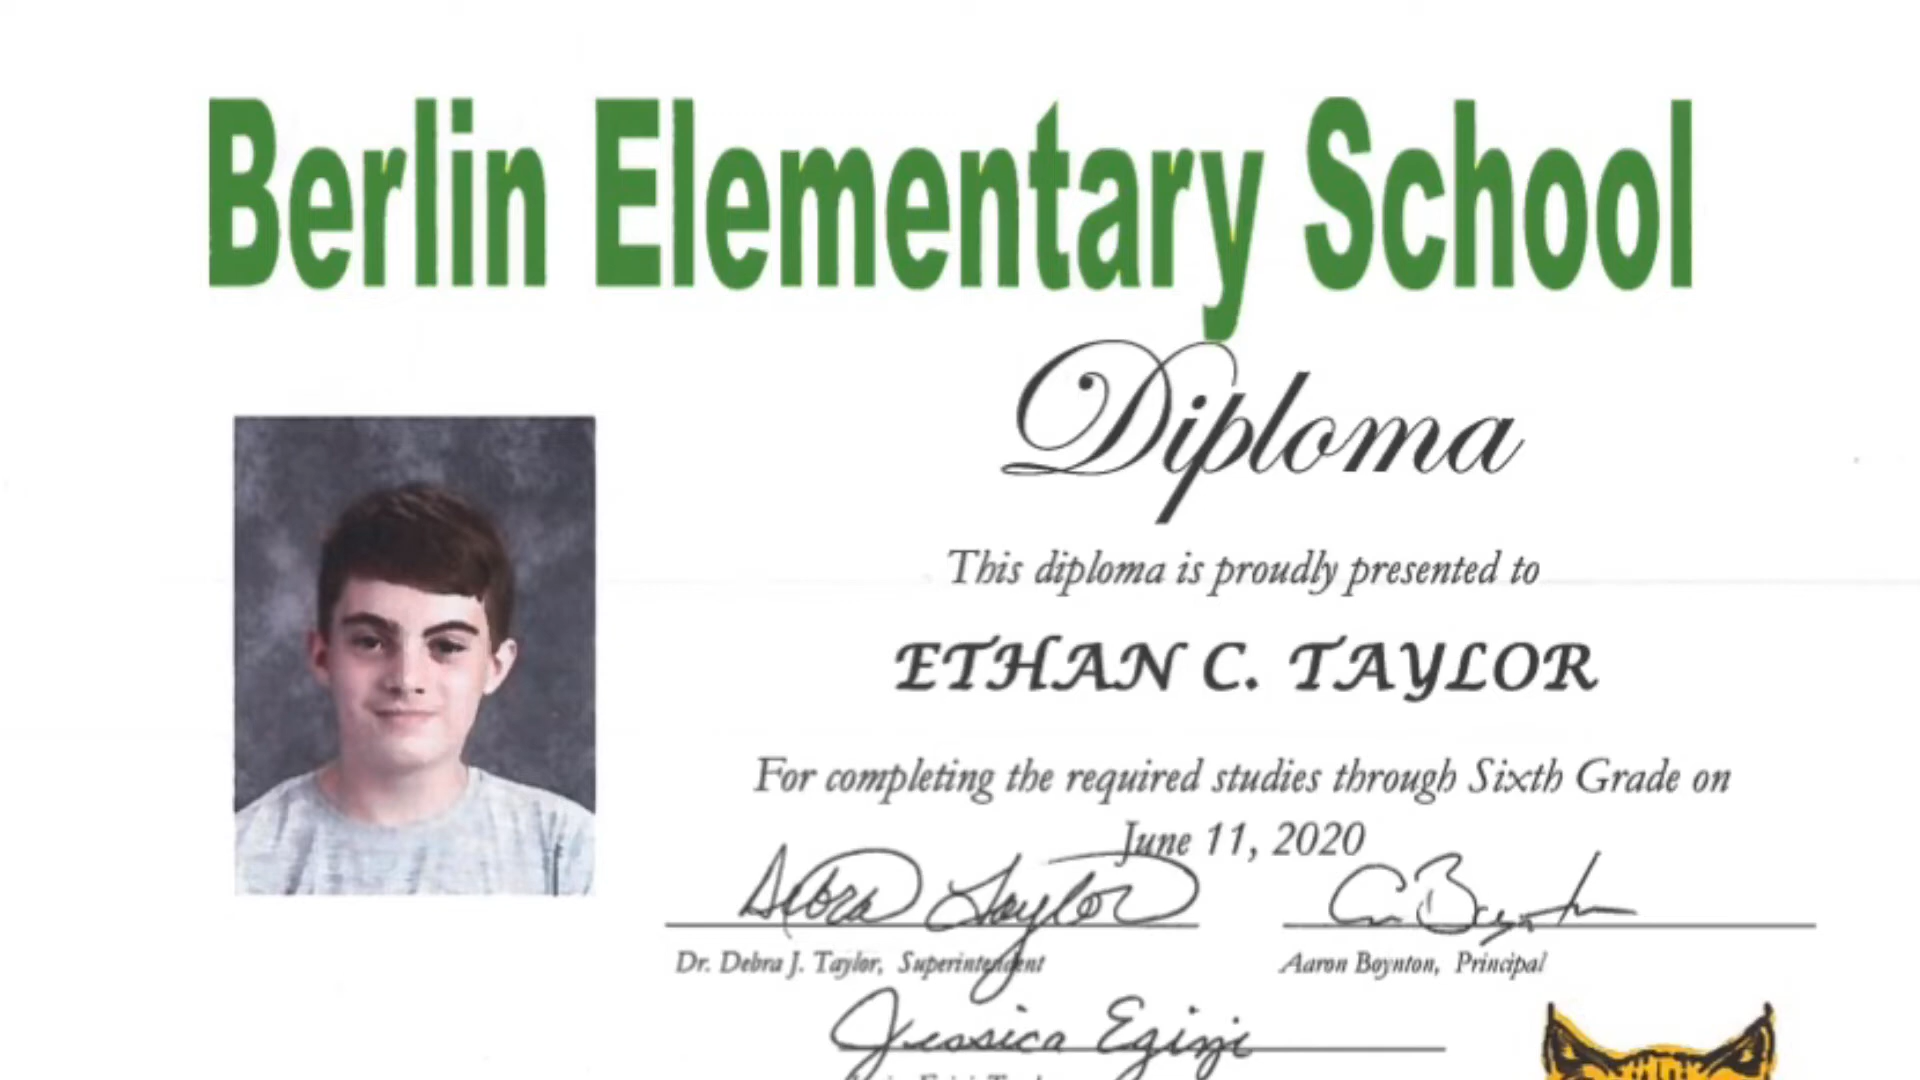 Berlin Elementary School
Diploma
This diploma is proudly presented to
ETHAN C. TAYLOR
For completing the required studies through Sixth Grade on
June 11, 2020
Debra Taylor
Dr. Debra J. Taylor, Superintendent
Aaron Boynton, Principal
Jessica Egizi